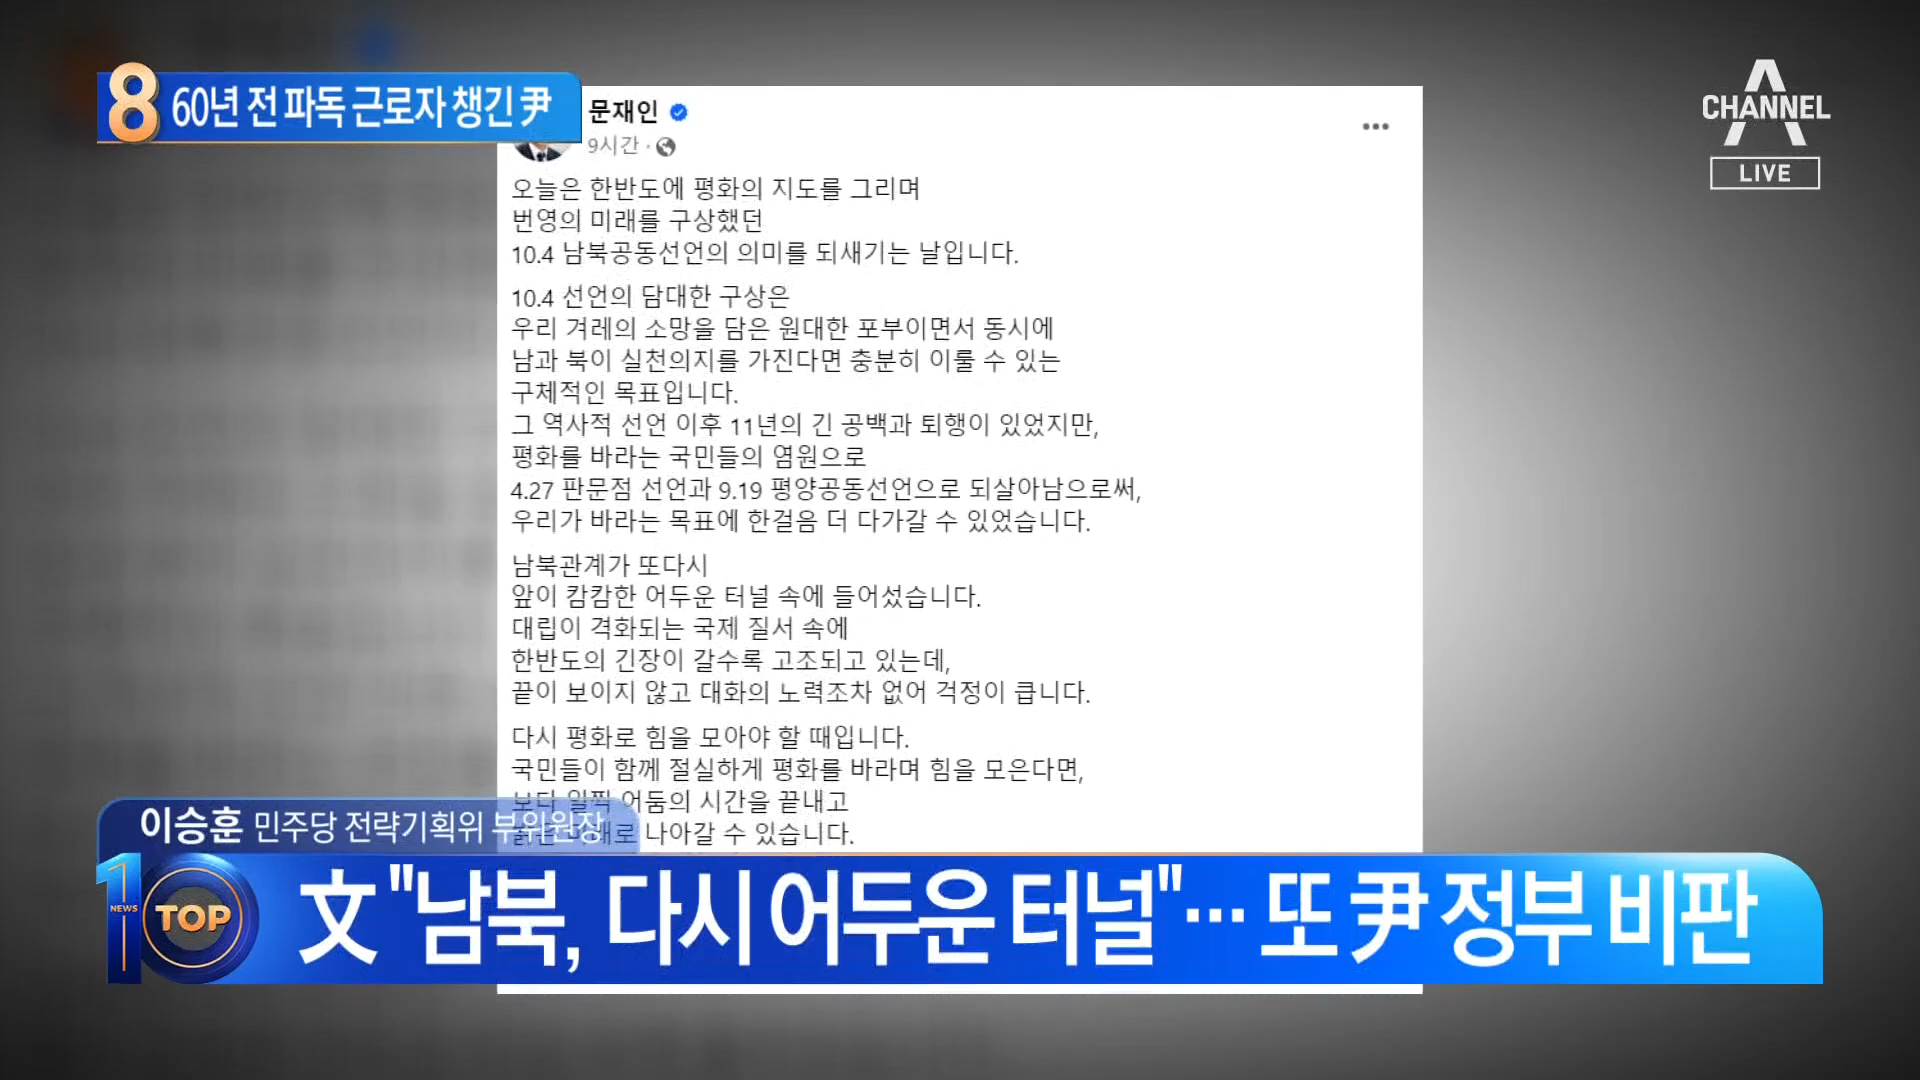 8 60년 전 파독 근로자 챙긴 尹
CHANNEL A
LIVE
문재인
9시간 ·
오늘은 한반도에 평화의 지도를 그리며
번영의 미래를 구상했던
10.4 남북공동선언의 의미를 되새기는 날입니다.
10.4 선언의 담대한 구상은
우리 겨레의 소망을 담은 원대한 포부이면서 동시에
남과 북이 실천의지를 가진다면 충분히 이룰 수 있는
구체적인 목표입니다.
그 역사적 선언 이후 11년의 긴 공백과 퇴행이 있었지만,
평화를 바라는 국민들의 염원으로
4.27 판문점 선언과 9.19 평양공동선언으로 되살아남으로써,
우리가 바라는 목표에 한걸음 더 다가갈 수 있었습니다.
남북관계가 또다시
앞이 캄캄한 어두운 터널 속에 들어섰습니다.
대립이 격화되는 국제 질서 속에
한반도의 긴장이 갈수록 고조되고 있는데,
끝이 보이지 않고 대화의 노력조차 없어 걱정이 큽니다.
다시 평화로 힘을 모아야 할 때입니다.
국민들이 함께 절실하게 평화를 바라며 힘을 모은다면,
보다 일찍 어둠의 시간을 끝내고
나아갈 수 있습니다.
이승훈 민주당 전략기획위 부위원장
NEWS TOP 10
文 "남북, 다시 어두운 터널"… 또 尹 정부 비판